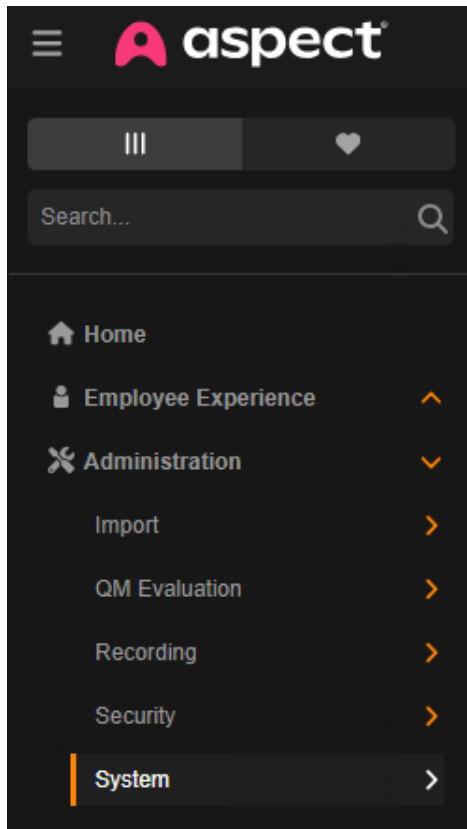 aspect®
Search...
Home
Employee Experience
Administration
Import
QM Evaluation
Recording
Security
System